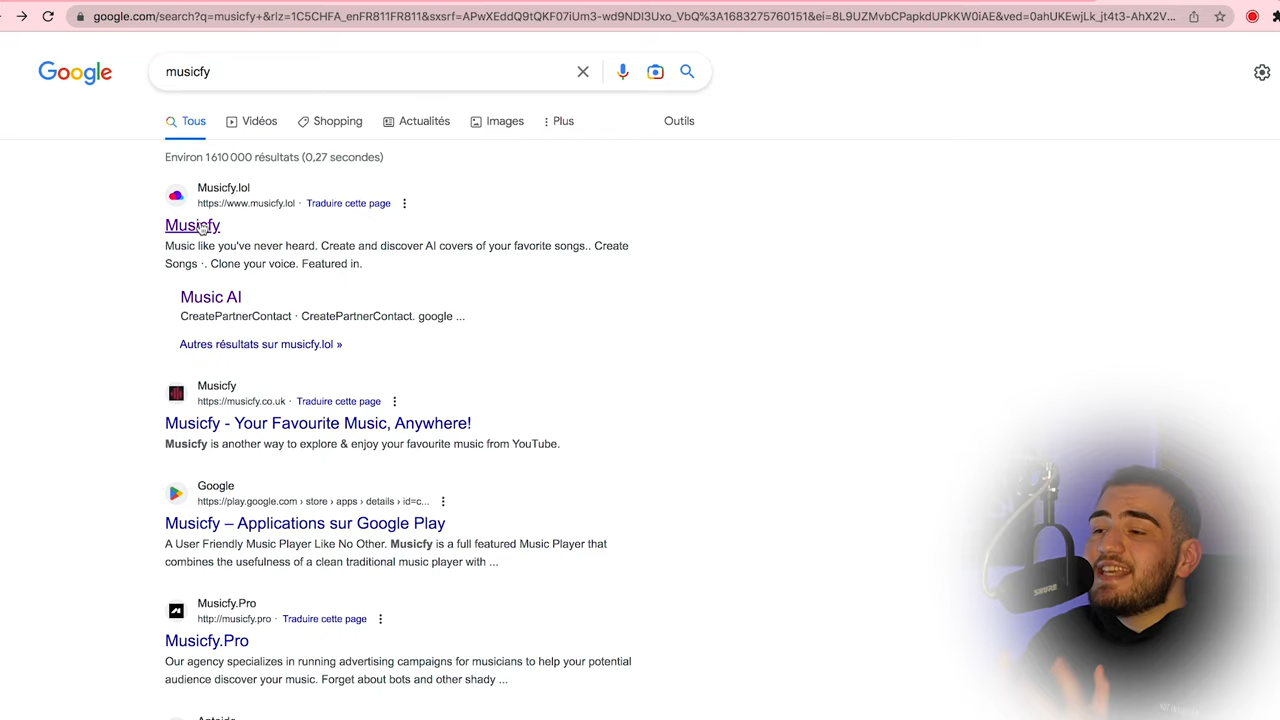 google.com/search?q=musicfy+&rlz=1C5CHFA_enFR811FR811&sxsrf=APwXEddQ9tQKF07iUm3-wd9NDI3Uxo_VbQ%3A1683275760151&ei=8L9UZMvbCPapkdUPkKW0iAE&ved=0ahUKEwjLk_jt4t3-AhX2V...
Google
musicfy
Tous Vidéos Shopping Actualités Images Plus Outils
Environ 1 610 000 résultats (0,27 secondes)
Musicfy.lol
https://www.musicfy.lol · Traduire cette page
Musicfy
Music like you've never heard. Create and discover AI covers of your favorite songs.. Create
Songs ·. Clone your voice. Featured in.
Music AI
CreatePartnerContact · CreatePartnerContact. google ...
Autres résultats sur musicfy.lol »
Musicfy
https://musicfy.co.uk · Traduire cette page
Musicfy - Your Favourite Music, Anywhere!
Musicfy is another way to explore & enjoy your favourite music from YouTube.
Google
https://play.google.com › store › apps › details › id=c...
Musicfy – Applications sur Google Play
A User Friendly Music Player Like No Other. Musicfy is a full featured Music Player that
combines the usefulness of a clean traditional music player with ...
Musicfy.Pro
http://musicfy.pro · Traduire cette page
Musicfy.Pro
Our agency specializes in running advertising campaigns for musicians to help your potential
audience discover your music. Forget about bots and other shady ...
SHURE